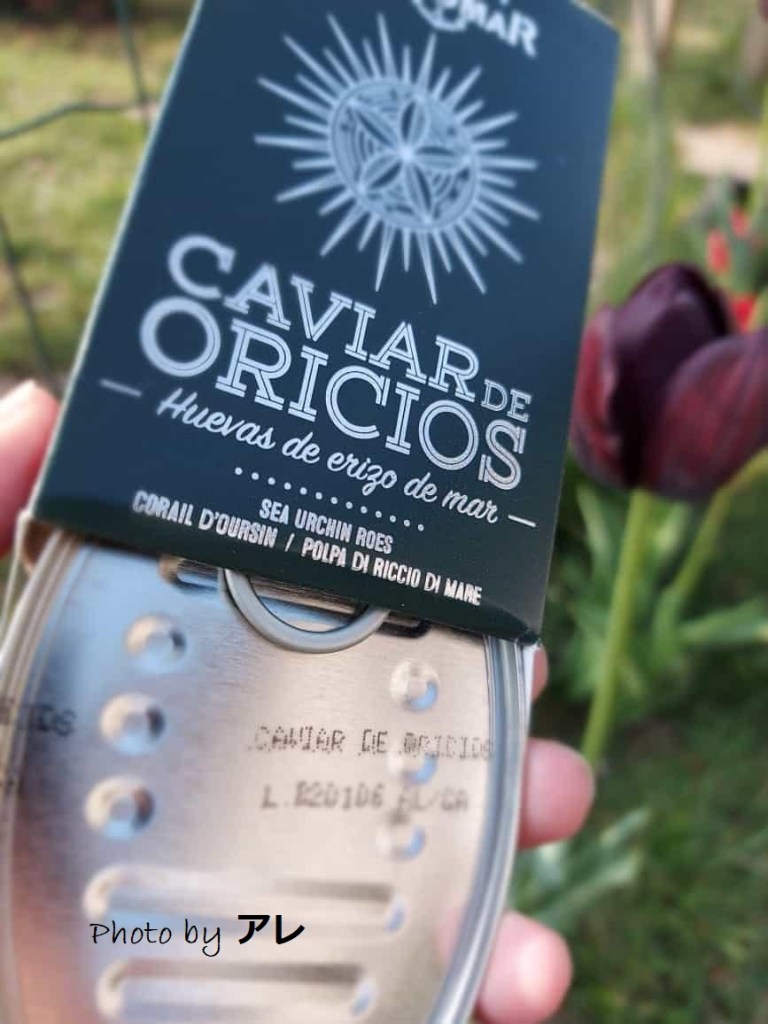 MAR
CAVIAR DE
ORICIOS
Huevas de erizo de mar
SEA URCHIN ROES
CORAIL D'OURSIN / POLPA DI RICCIO DI MARE
CAVIAR DE ORICIOS
Photo by アレ